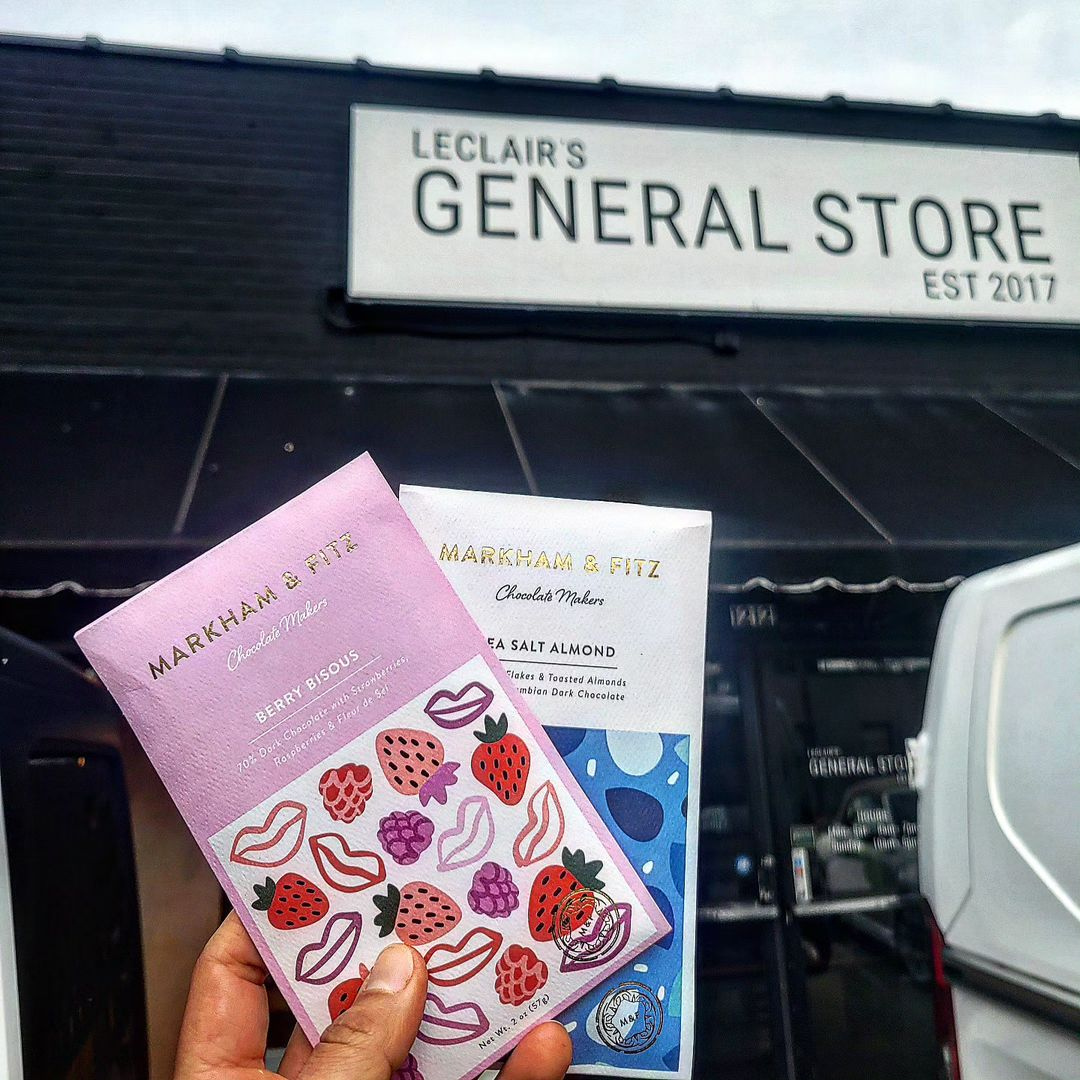 LECLAIR'S
GENERAL STORE
EST 2017
MARKHAM & FITZ
Chocolate Makers
BERRY BISOUS
70% Dark Chocolate with Strawberries,
Raspberries & Fleur de Sel
Net Wt. 2 oz (57g)
MARKHAM & FITZ
Chocolate Makers
EA SALT ALMOND
Flakes & Toasted Almonds
mbian Dark Chocolate
M&F
LECLAIR'S
GENERAL STO